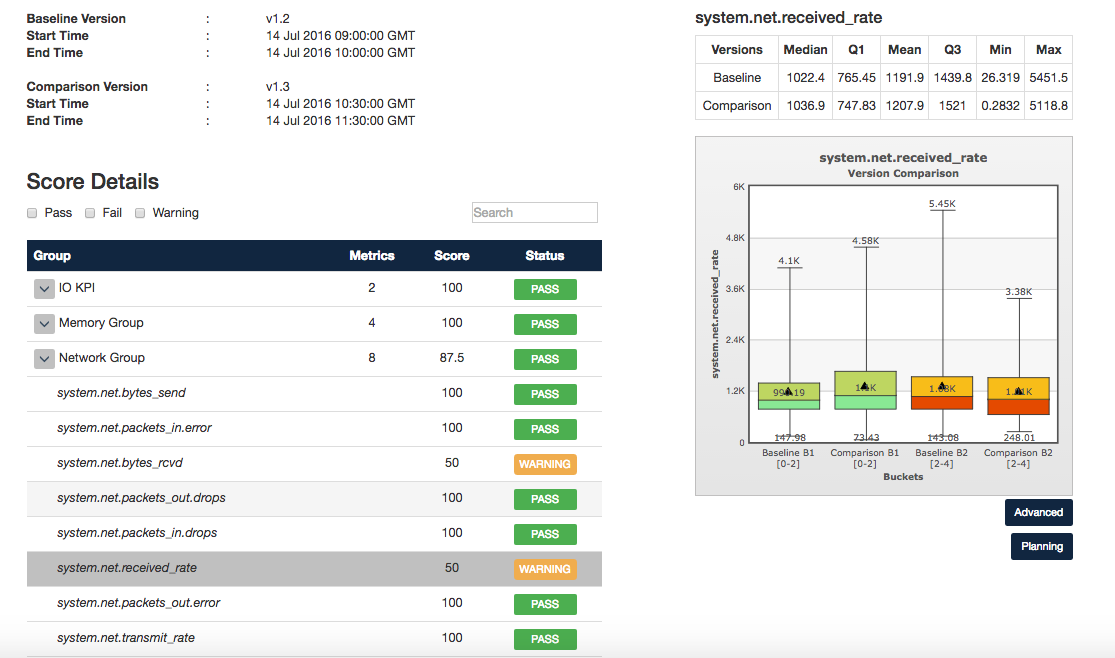 Baseline Version : v1.2
Start Time : 14 Jul 2016 09:00:00 GMT
End Time : 14 Jul 2016 10:00:00 GMT
Comparison Version : v1.3
Start Time : 14 Jul 2016 10:30:00 GMT
End Time : 14 Jul 2016 11:30:00 GMT
Score Details
Pass Fail Warning
Search
Group Metrics Score Status
IO KPI 2 100 PASS
Memory Group 4 100 PASS
Network Group 8 87.5 PASS
system.net.bytes_send 100 PASS
system.net.packets_in.error 100 PASS
system.net.bytes_rcvd 50 WARNING
system.net.packets_out.drops 100 PASS
system.net.packets_in.drops 100 PASS
system.net.received_rate 50 WARNING
system.net.packets_out.error 100 PASS
system.net.transmit_rate 100 PASS
system.net.received_rate
Versions Median Q1 Mean Q3 Min Max
Baseline 1022.4 765.45 1191.9 1439.8 26.319 5451.5
Comparison 1036.9 747.83 1207.9 1521 0.2832 5118.8
system.net.received_rate
Version Comparison
system.net.received_rate
6K
4.8K
3.6K
2.4K
1.2K
0
4.1K
4.58K
5.45K
3.38K
147.98
73.43
143.08
248.01
Baseline B1
[0-2]
Comparison B1
[0-2]
Baseline B2
[2-4]
Comparison B2
[2-4]
Buckets
Advanced
Planning